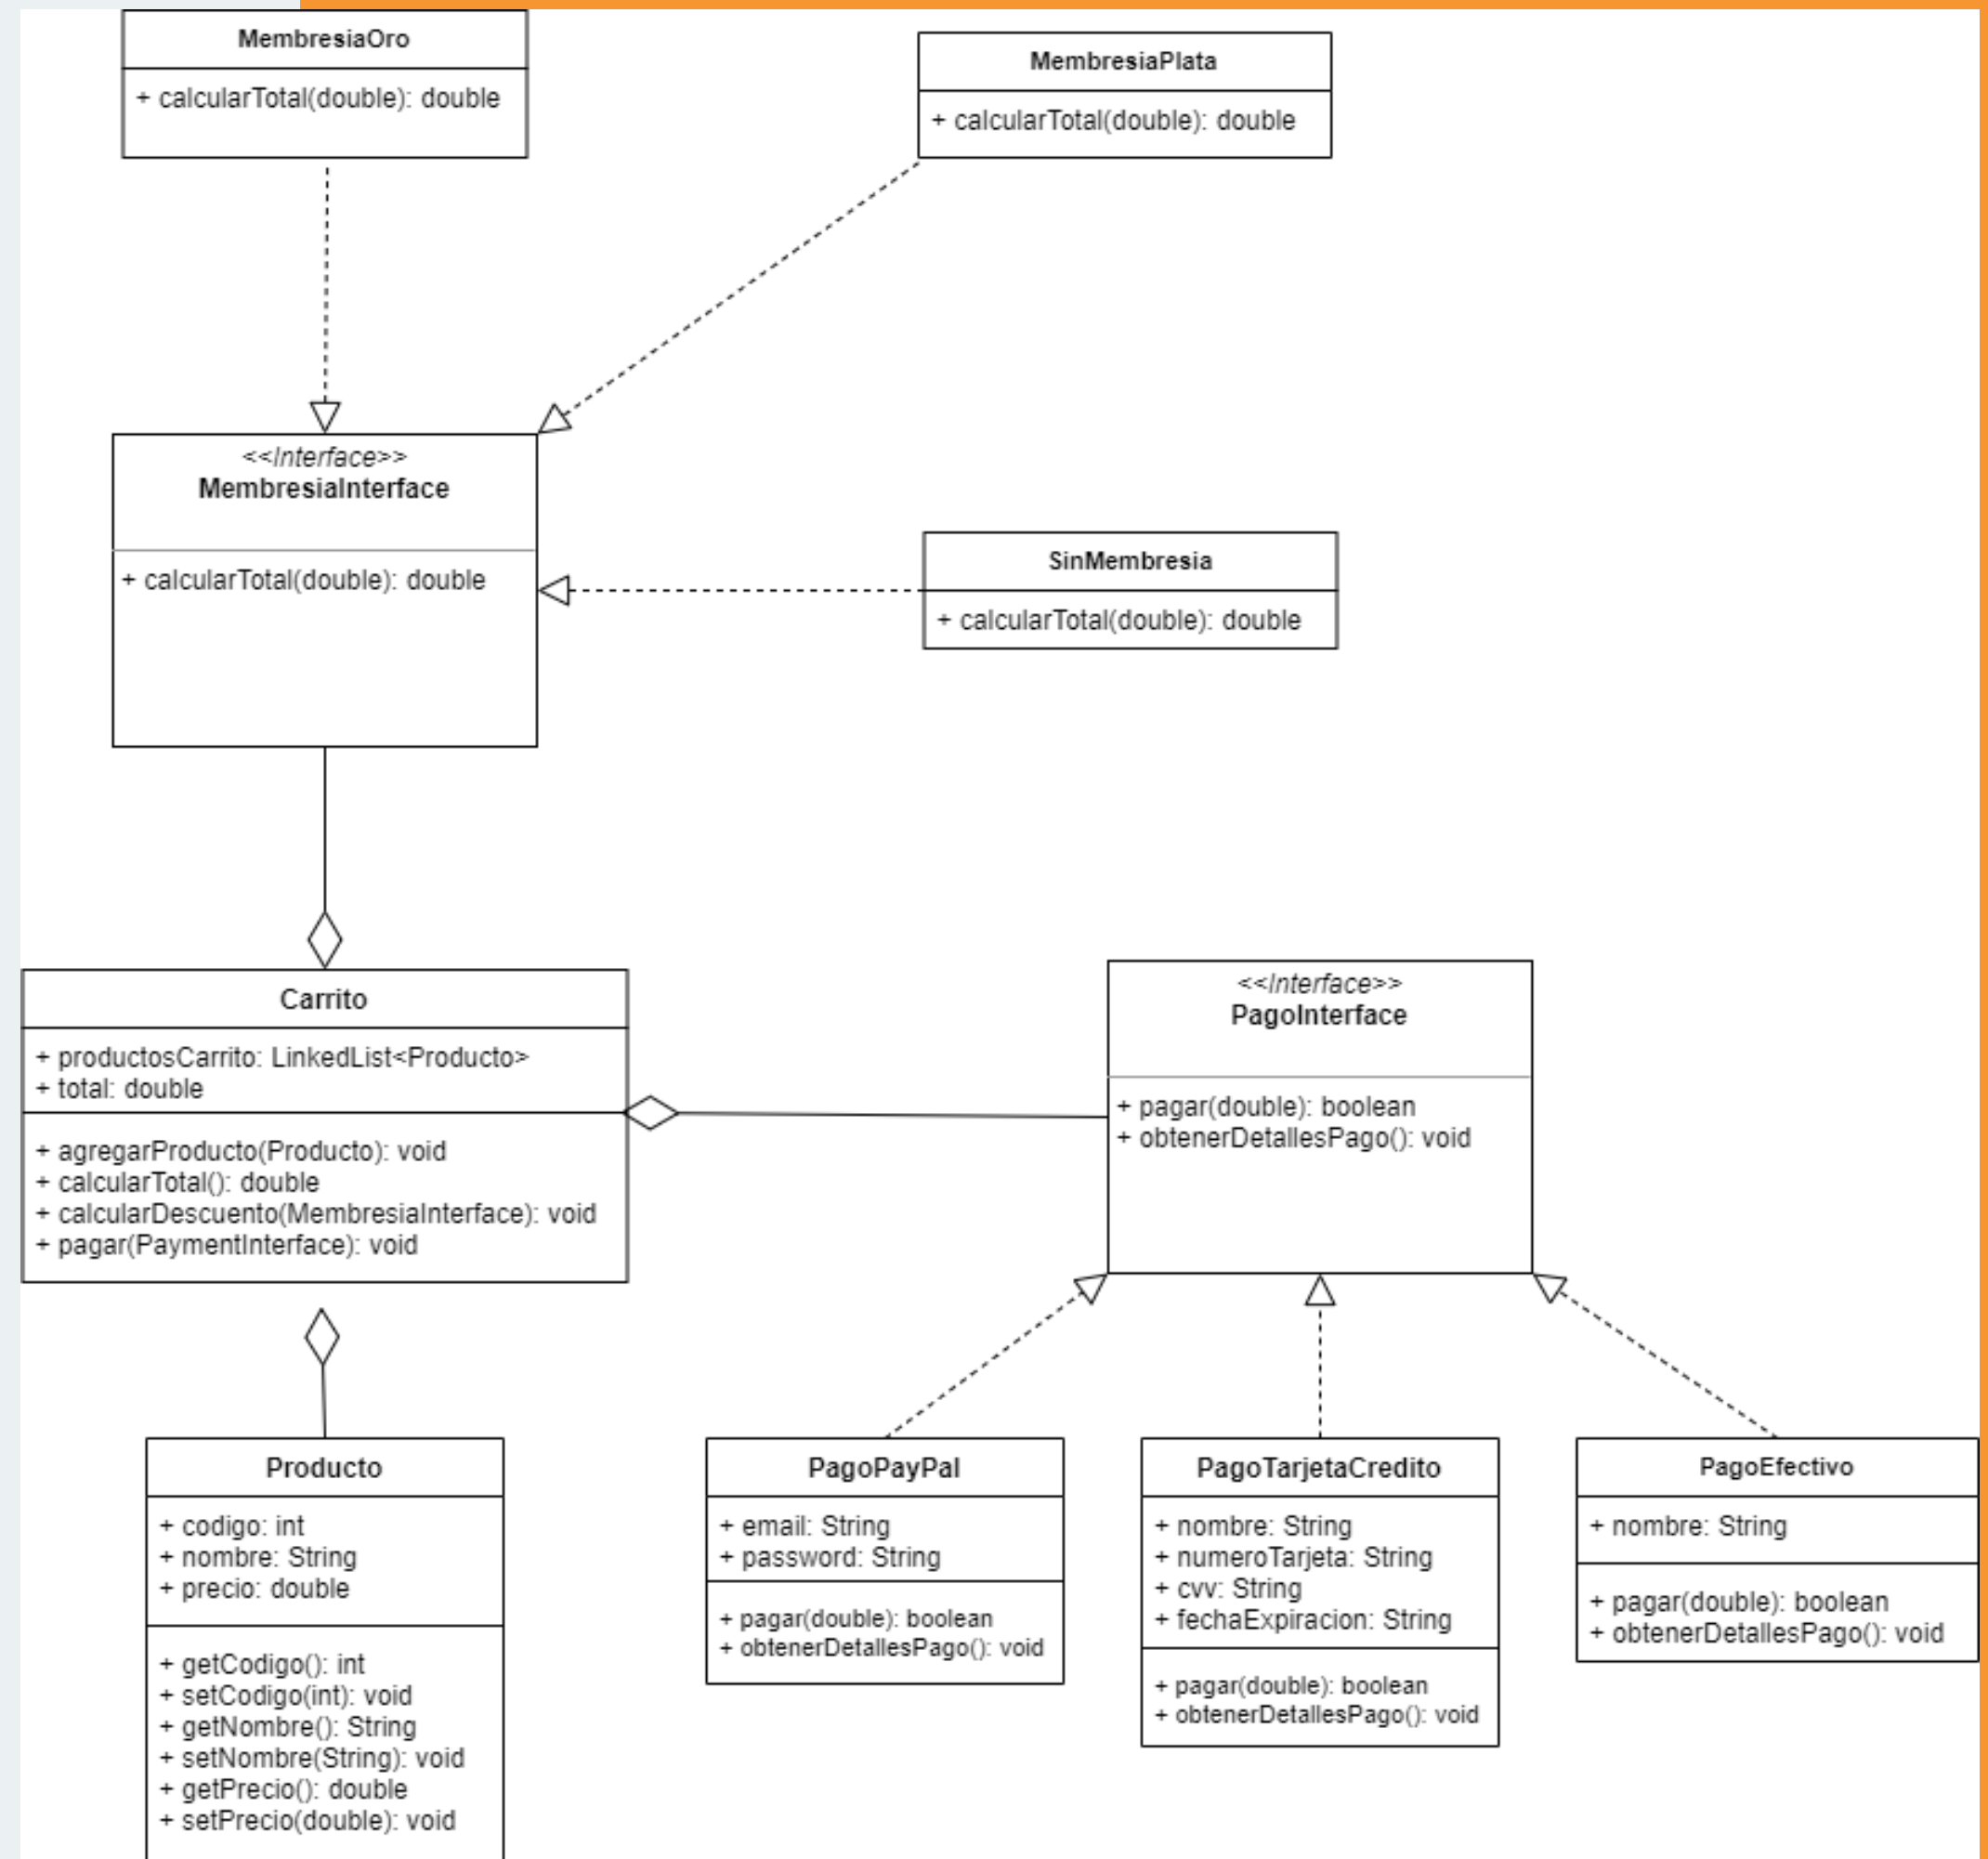 MembresiaOro
+ calcularTotal(double): double
MembresiaPlata
+ calcularTotal(double): double
<<Interface>>
MembresiaInterface
+ calcularTotal(double): double
SinMembresia
+ calcularTotal(double): double
Carrito
+ productosCarrito: LinkedList<Producto>
+ total: double
+ agregarProducto(Producto): void
+ calcularTotal(): double
+ calcularDescuento(MembresiaInterface): void
+ pagar(PaymentInterface): void
<<Interface>>
PagoInterface
+ pagar(double): boolean
+ obtenerDetallesPago(): void
Producto
+ codigo: int
+ nombre: String
+ precio: double
+ getCodigo(): int
+ setCodigo(int): void
+ getNombre(): String
+ setNombre(String): void
+ getPrecio(): double
+ setPrecio(double): void
PagoPayPal
+ email: String
+ password: String
+ pagar(double): boolean
+ obtenerDetallesPago(): void
PagoTarjetaCredito
+ nombre: String
+ numeroTarjeta: String
+ cvv: String
+ fechaExpiracion: String
+ pagar(double): boolean
+ obtenerDetallesPago(): void
PagoEfectivo
+ nombre: String
+ pagar(double): boolean
+ obtenerDetallesPago(): void